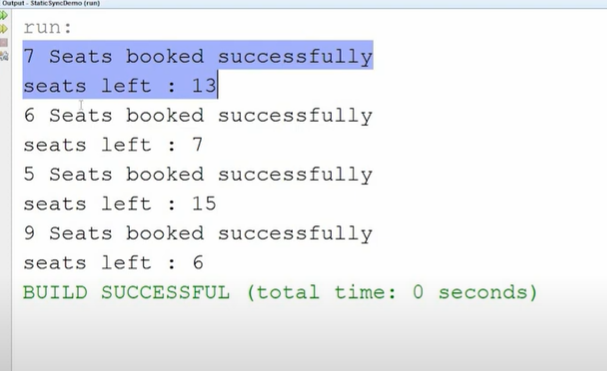 Output - StaticSyncDemo (run)
run:
7 Seats booked successfully
seats left : 13
6 Seats booked successfully
seats left : 7
5 Seats booked successfully
seats left : 15
9 Seats booked successfully
seats left : 6
BUILD SUCCESSFUL (total time: 0 seconds)